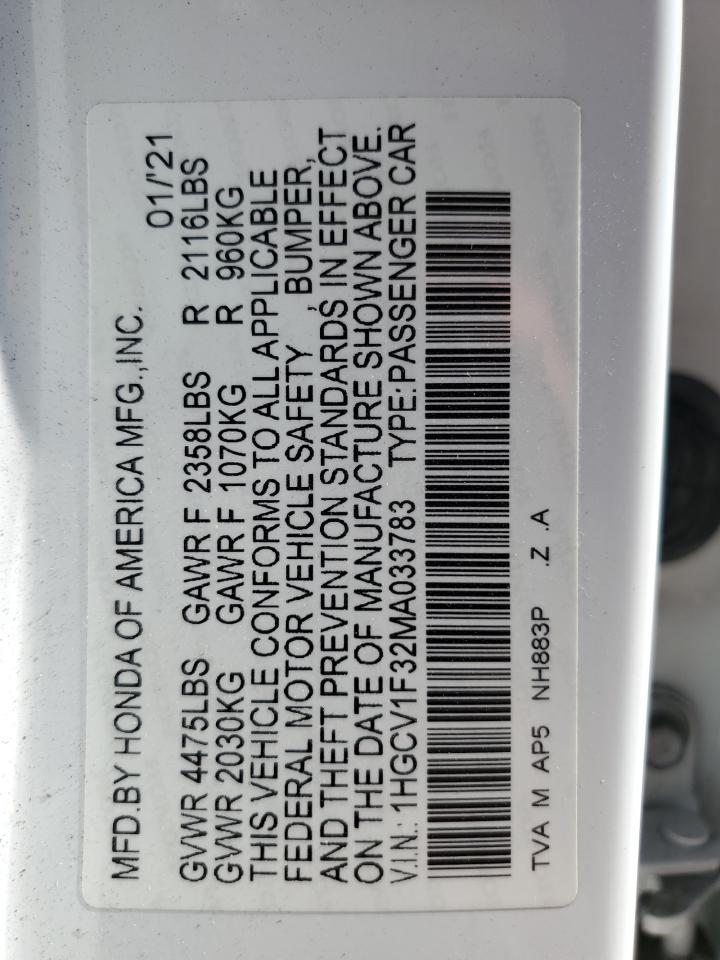 MFD.BY HONDA OF AMERICA MFG.,INC. 01/'21
GVWR 4475LBS GAWR F 2358LBS R 2116LBS
GVWR 2030KG GAWR F 1070KG R 960KG
THIS VEHICLE CONFORMS TO ALL APPLICABLE
FEDERAL MOTOR VEHICLE SAFETY , BUMPER,
AND THEFT PREVENTION STANDARDS IN EFFECT
ON THE DATE OF MANUFACTURE SHOWN ABOVE.
V.I.N.: 1HGCV1F32MA033783 TYPE:PASSENGER CAR
TVA M AP5 NH883P .Z .A